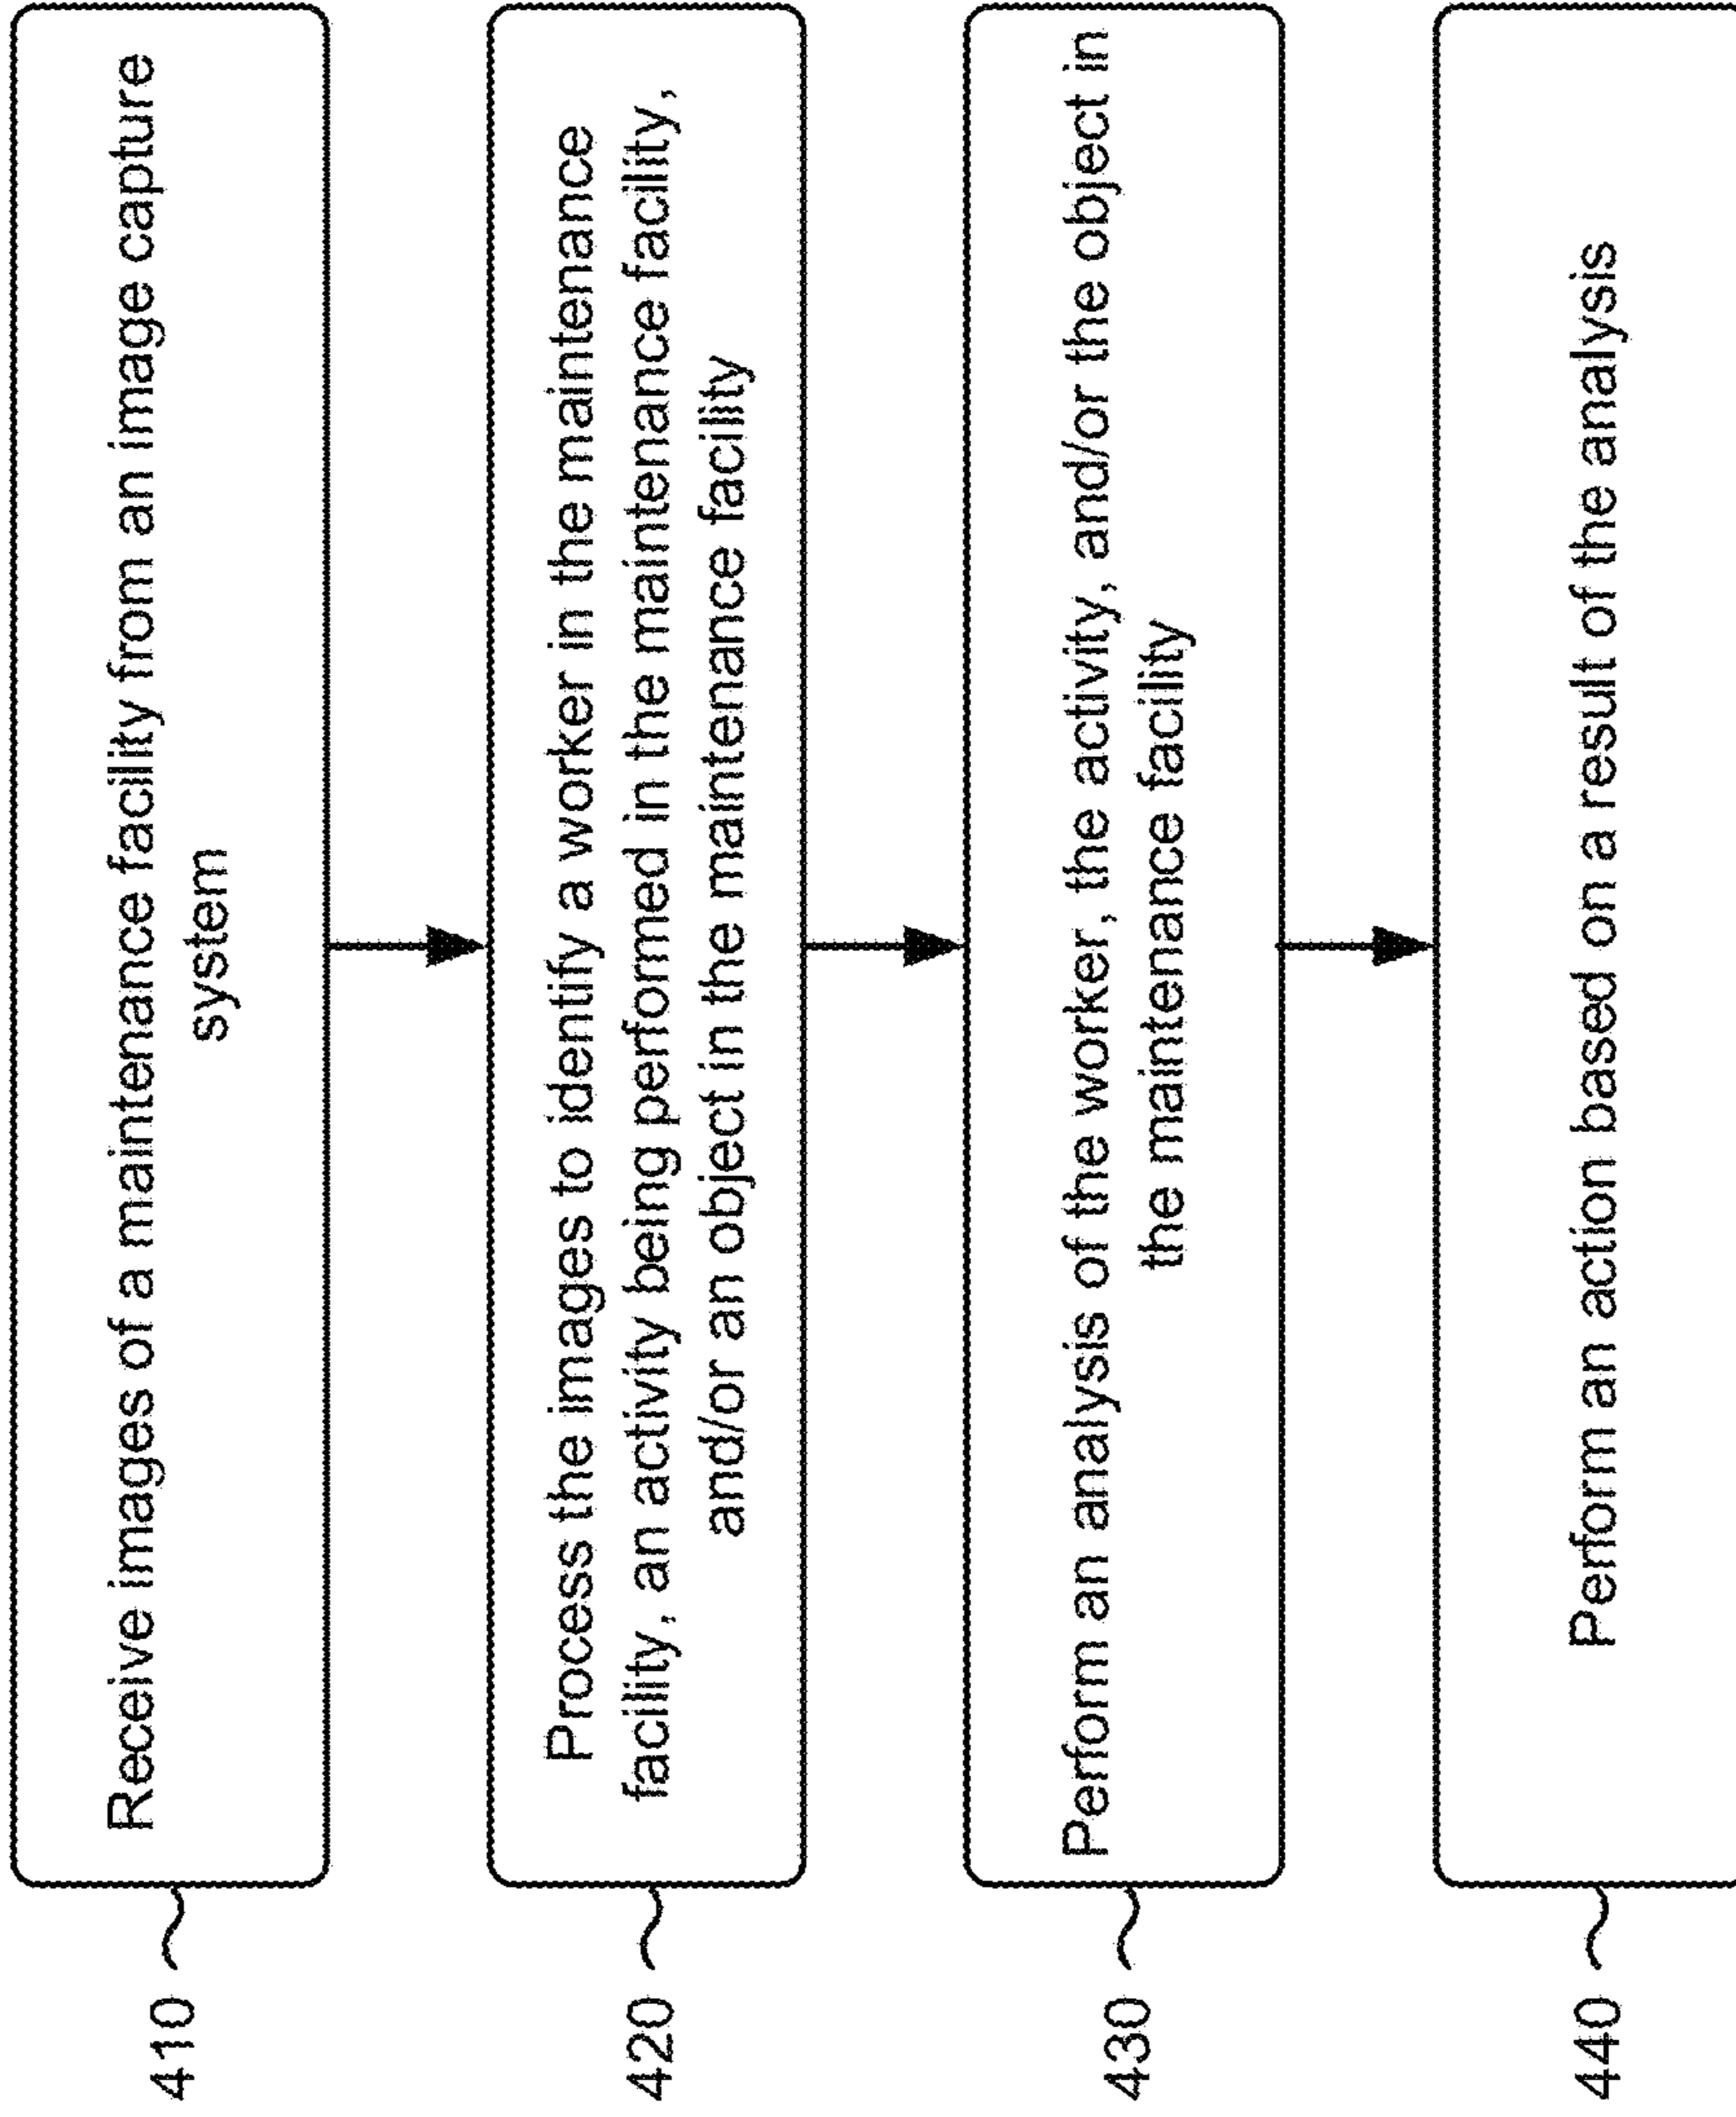 410
Receive images of a maintenance facility from an image capture
system
420
Process the images to identify a worker in the maintenance
facility, an activity being performed in the maintenance facility,
and/or an object in the maintenance facility
430
Perform an analysis of the worker, the activity, and/or the object in
the maintenance facility
440
Perform an action based on a result of the analysis